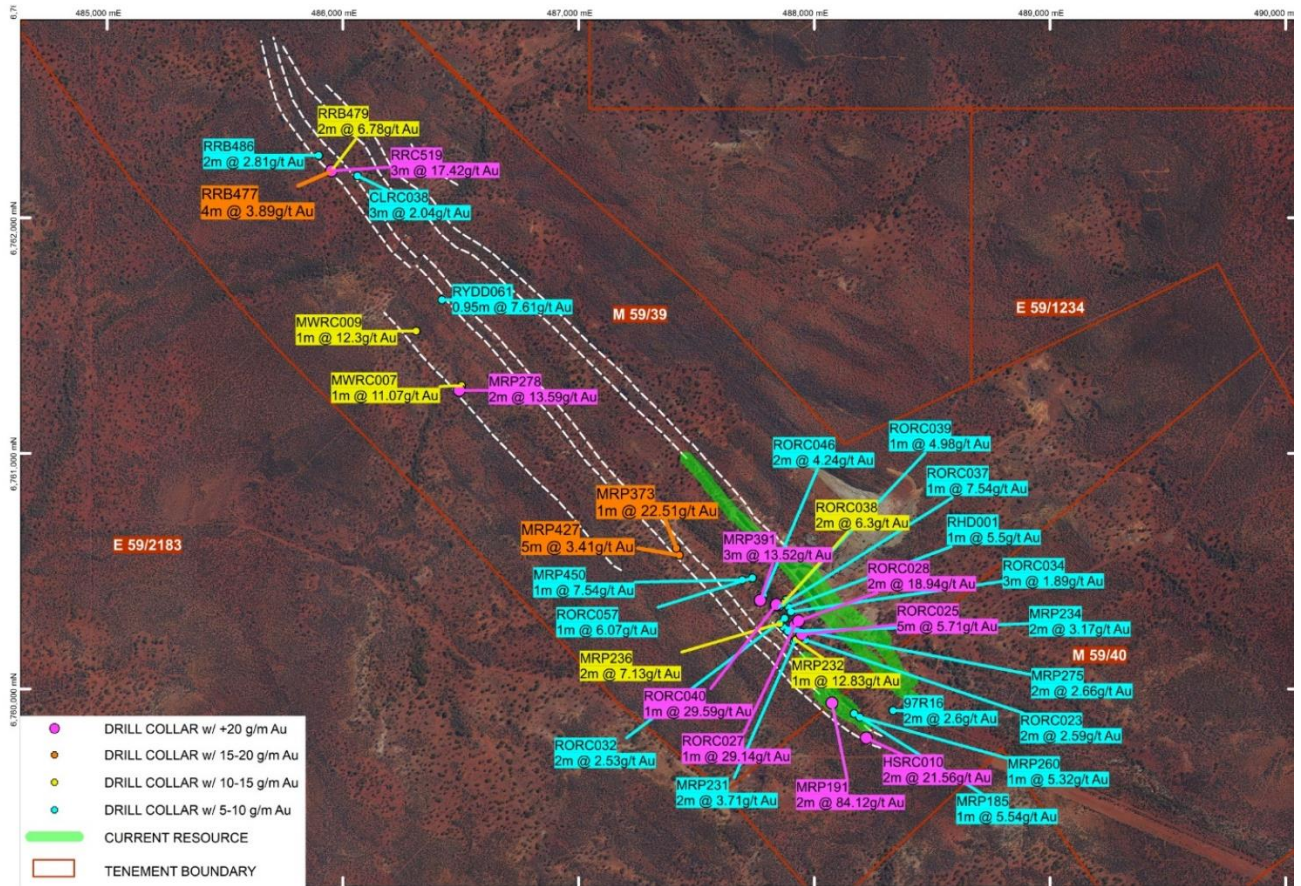 485,000 mE
486,000 mE
487,000 mE
488,000 mE
489,000 mE
490,000 mE
6,762,000 mN
6,761,000 mN
6,760,000 mN
RRB479
2m @ 6.78g/t Au
RRB486
2m @ 2.81g/t Au
RRC519
3m @ 17.42g/t Au
RRB477
4m @ 3.89g/t Au
CLRC038
3m @ 2.04g/t Au
RYDD061
0.95m @ 7.61g/t Au
M 59/39
E 59/1234
MWRC009
1m @ 12.3g/t Au
MWRC007
1m @ 11.07g/t Au
MRP278
2m @ 13.59g/t Au
RORC039
1m @ 4.98g/t Au
RORC046
2m @ 4.24g/t Au
RORC037
1m @ 7.54g/t Au
MRP373
1m @ 22.51g/t Au
RORC038
2m @ 6.3g/t Au
RHD001
1m @ 5.5g/t Au
MRP427
5m @ 3.41g/t Au
MRP391
3m @ 13.52g/t Au
E 59/2183
RORC028
2m @ 18.94g/t Au
RORC034
3m @ 1.89g/t Au
MRP450
1m @ 7.54g/t Au
RORC057
1m @ 6.07g/t Au
RORC025
5m @ 5.71g/t Au
MRP234
2m @ 3.17g/t Au
M 59/40
MRP236
2m @ 7.13g/t Au
MRP232
1m @ 12.83g/t Au
MRP275
2m @ 2.66g/t Au
RORC040
1m @ 29.59g/t Au
97R16
2m @ 2.6g/t Au
RORC023
2m @ 2.59g/t Au
RORC032
2m @ 2.53g/t Au
RORC027
1m @ 29.14g/t Au
HSRC010
2m @ 21.56g/t Au
MRP260
1m @ 5.32g/t Au
MRP231
2m @ 3.71g/t Au
MRP191
2m @ 84.12g/t Au
MRP185
1m @ 5.54g/t Au
DRILL COLLAR w/ +20 g/m Au
DRILL COLLAR w/ 15-20 g/m Au
DRILL COLLAR w/ 10-15 g/m Au
DRILL COLLAR w/ 5-10 g/m Au
CURRENT RESOURCE
TENEMENT BOUNDARY